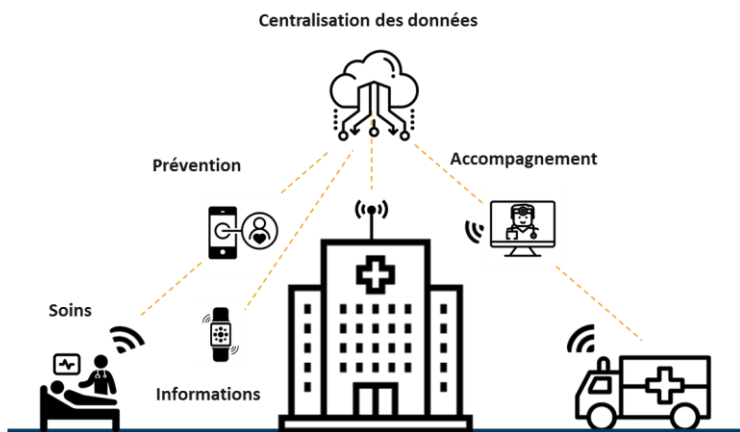 Centralisation des données
Prévention
Accompagnement
Soins
Informations